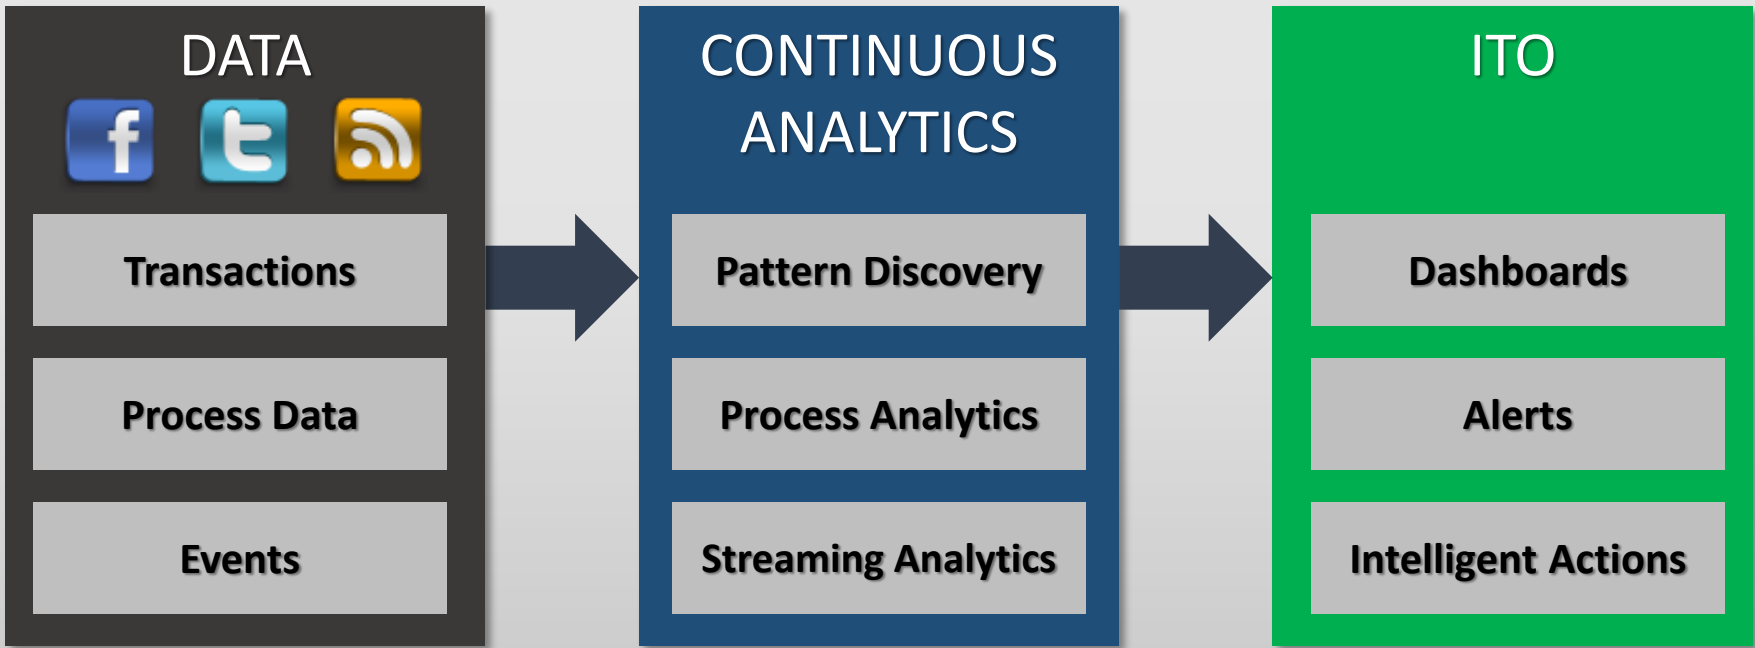 DATA
f
t
Transactions
Process Data
Events
CONTINUOUS
ANALYTICS
Pattern Discovery
Process Analytics
Streaming Analytics
ITO
Dashboards
Alerts
Intelligent Actions